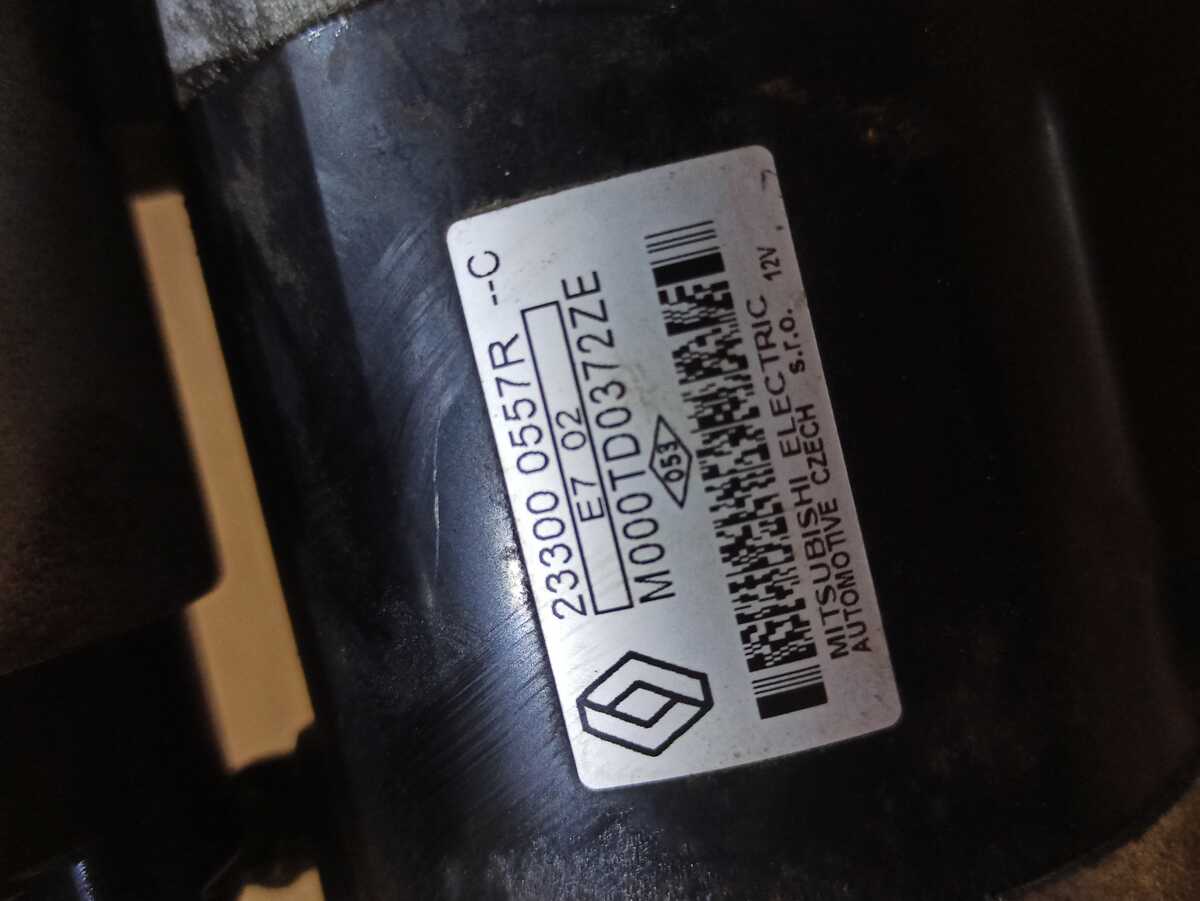 23300 0557R --C
E7 02
M000TD0372ZE
053
MITSUBISHI ELECTRIC 12V
AUTOMOTIVE CZECH s.r.o.